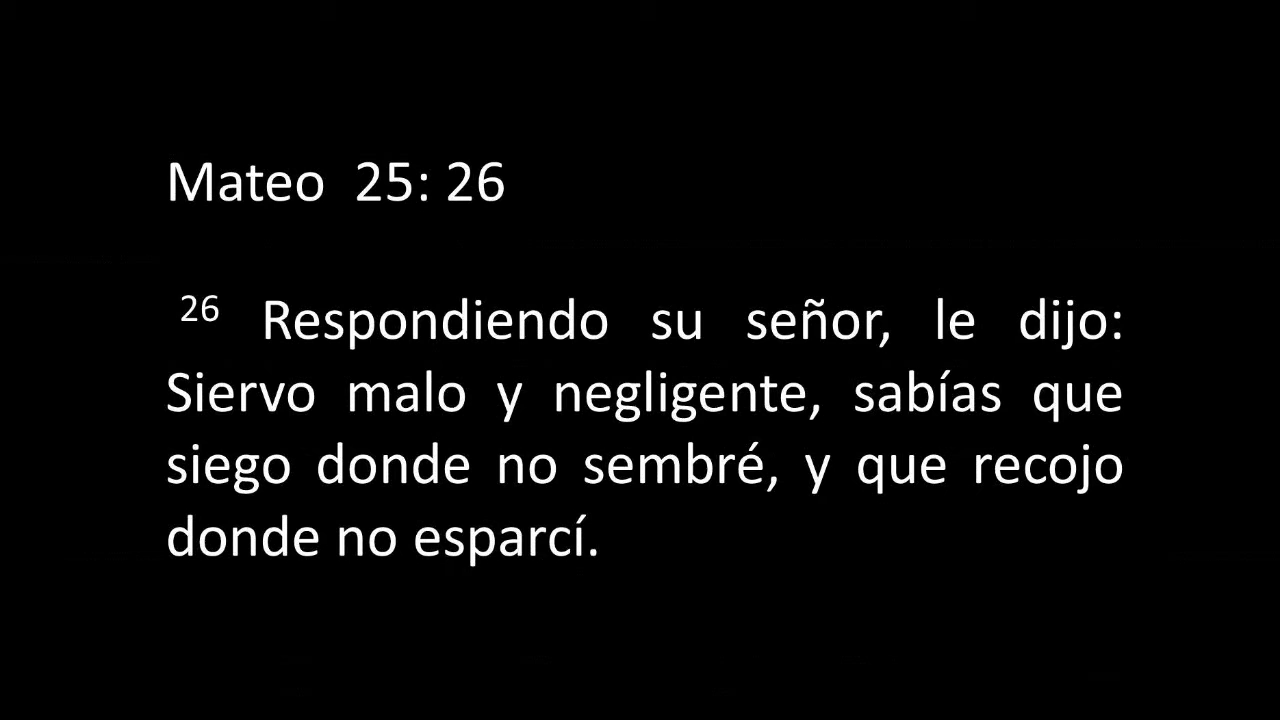 Mateo  25: 26
26 Respondiendo su señor, le dijo:
Siervo malo y negligente, sabías que
siego donde no sembré, y que recojo
donde no esparcí.